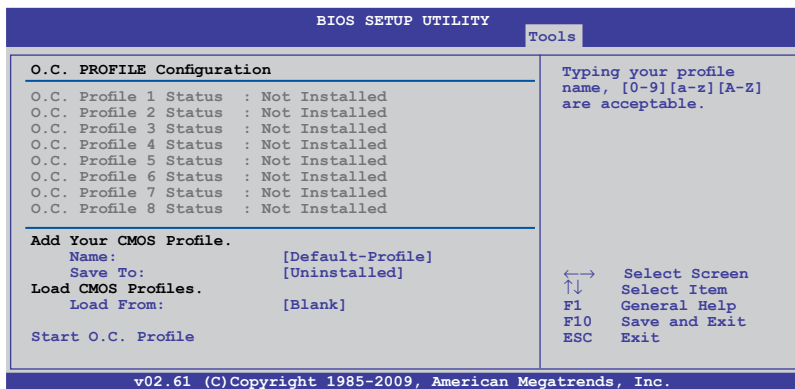 BIOS SETUP UTILITY
Tools
O.C. PROFILE Configuration
O.C. Profile 1 Status : Not Installed
O.C. Profile 2 Status : Not Installed
O.C. Profile 3 Status : Not Installed
O.C. Profile 4 Status : Not Installed
O.C. Profile 5 Status : Not Installed
O.C. Profile 6 Status : Not Installed
O.C. Profile 7 Status : Not Installed
O.C. Profile 8 Status : Not Installed
Add Your CMOS Profile.
Name: [Default-Profile]
Save To: [Uninstalled]
Load CMOS Profiles.
Load From: [Blank]
Start O.C. Profile
Typing your profile
name, [0-9][a-z][A-Z]
are acceptable.
←→ Select Screen
↑↓ Select Item
F1 General Help
F10 Save and Exit
ESC Exit
v02.61 (C)Copyright 1985-2009, American Megatrends, Inc.